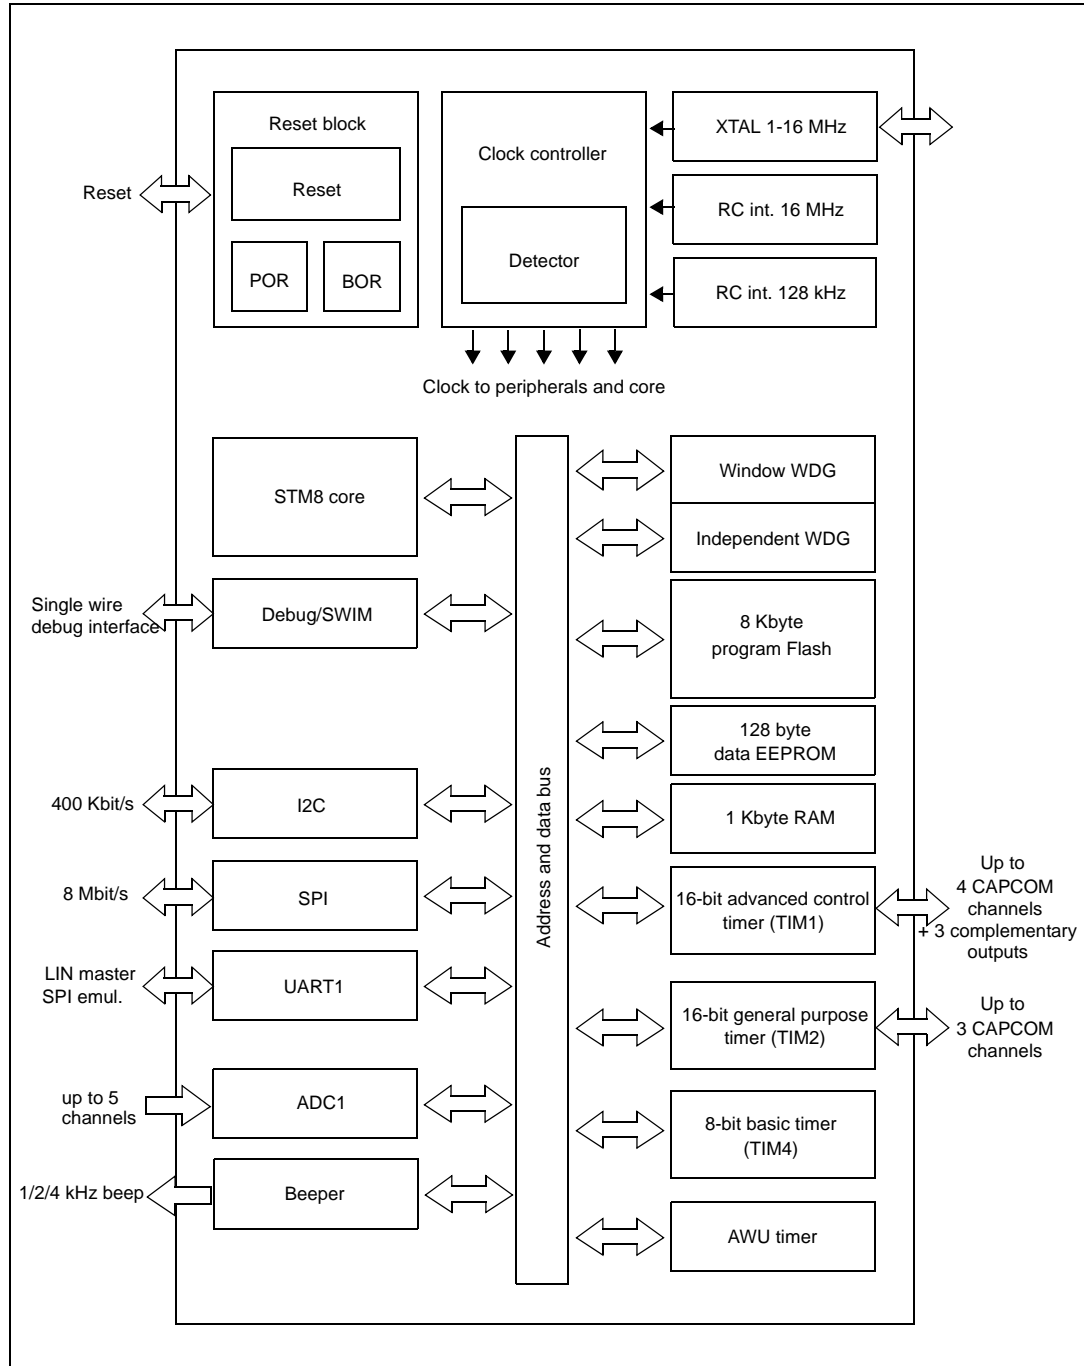 Reset block
Reset
POR
BOR
Reset
Clock controller
Detector
XTAL 1-16 MHz
RC int. 16 MHz
RC int. 128 kHz
Clock to peripherals and core
STM8 core
Single wire
debug interface
Debug/SWIM
400 Kbit/s
I2C
8 Mbit/s
SPI
LIN master
SPI emul.
UART1
up to 5
channels
ADC1
1/2/4 kHz beep
Beeper
Address and data bus
Window WDG
Independent WDG
8 Kbyte
program Flash
128 byte
data EEPROM
1 Kbyte RAM
16-bit advanced control
timer (TIM1)
Up to
4 CAPCOM
channels
+ 3 complementary
outputs
16-bit general purpose
timer (TIM2)
Up to
3 CAPCOM
channels
8-bit basic timer
(TIM4)
AWU timer